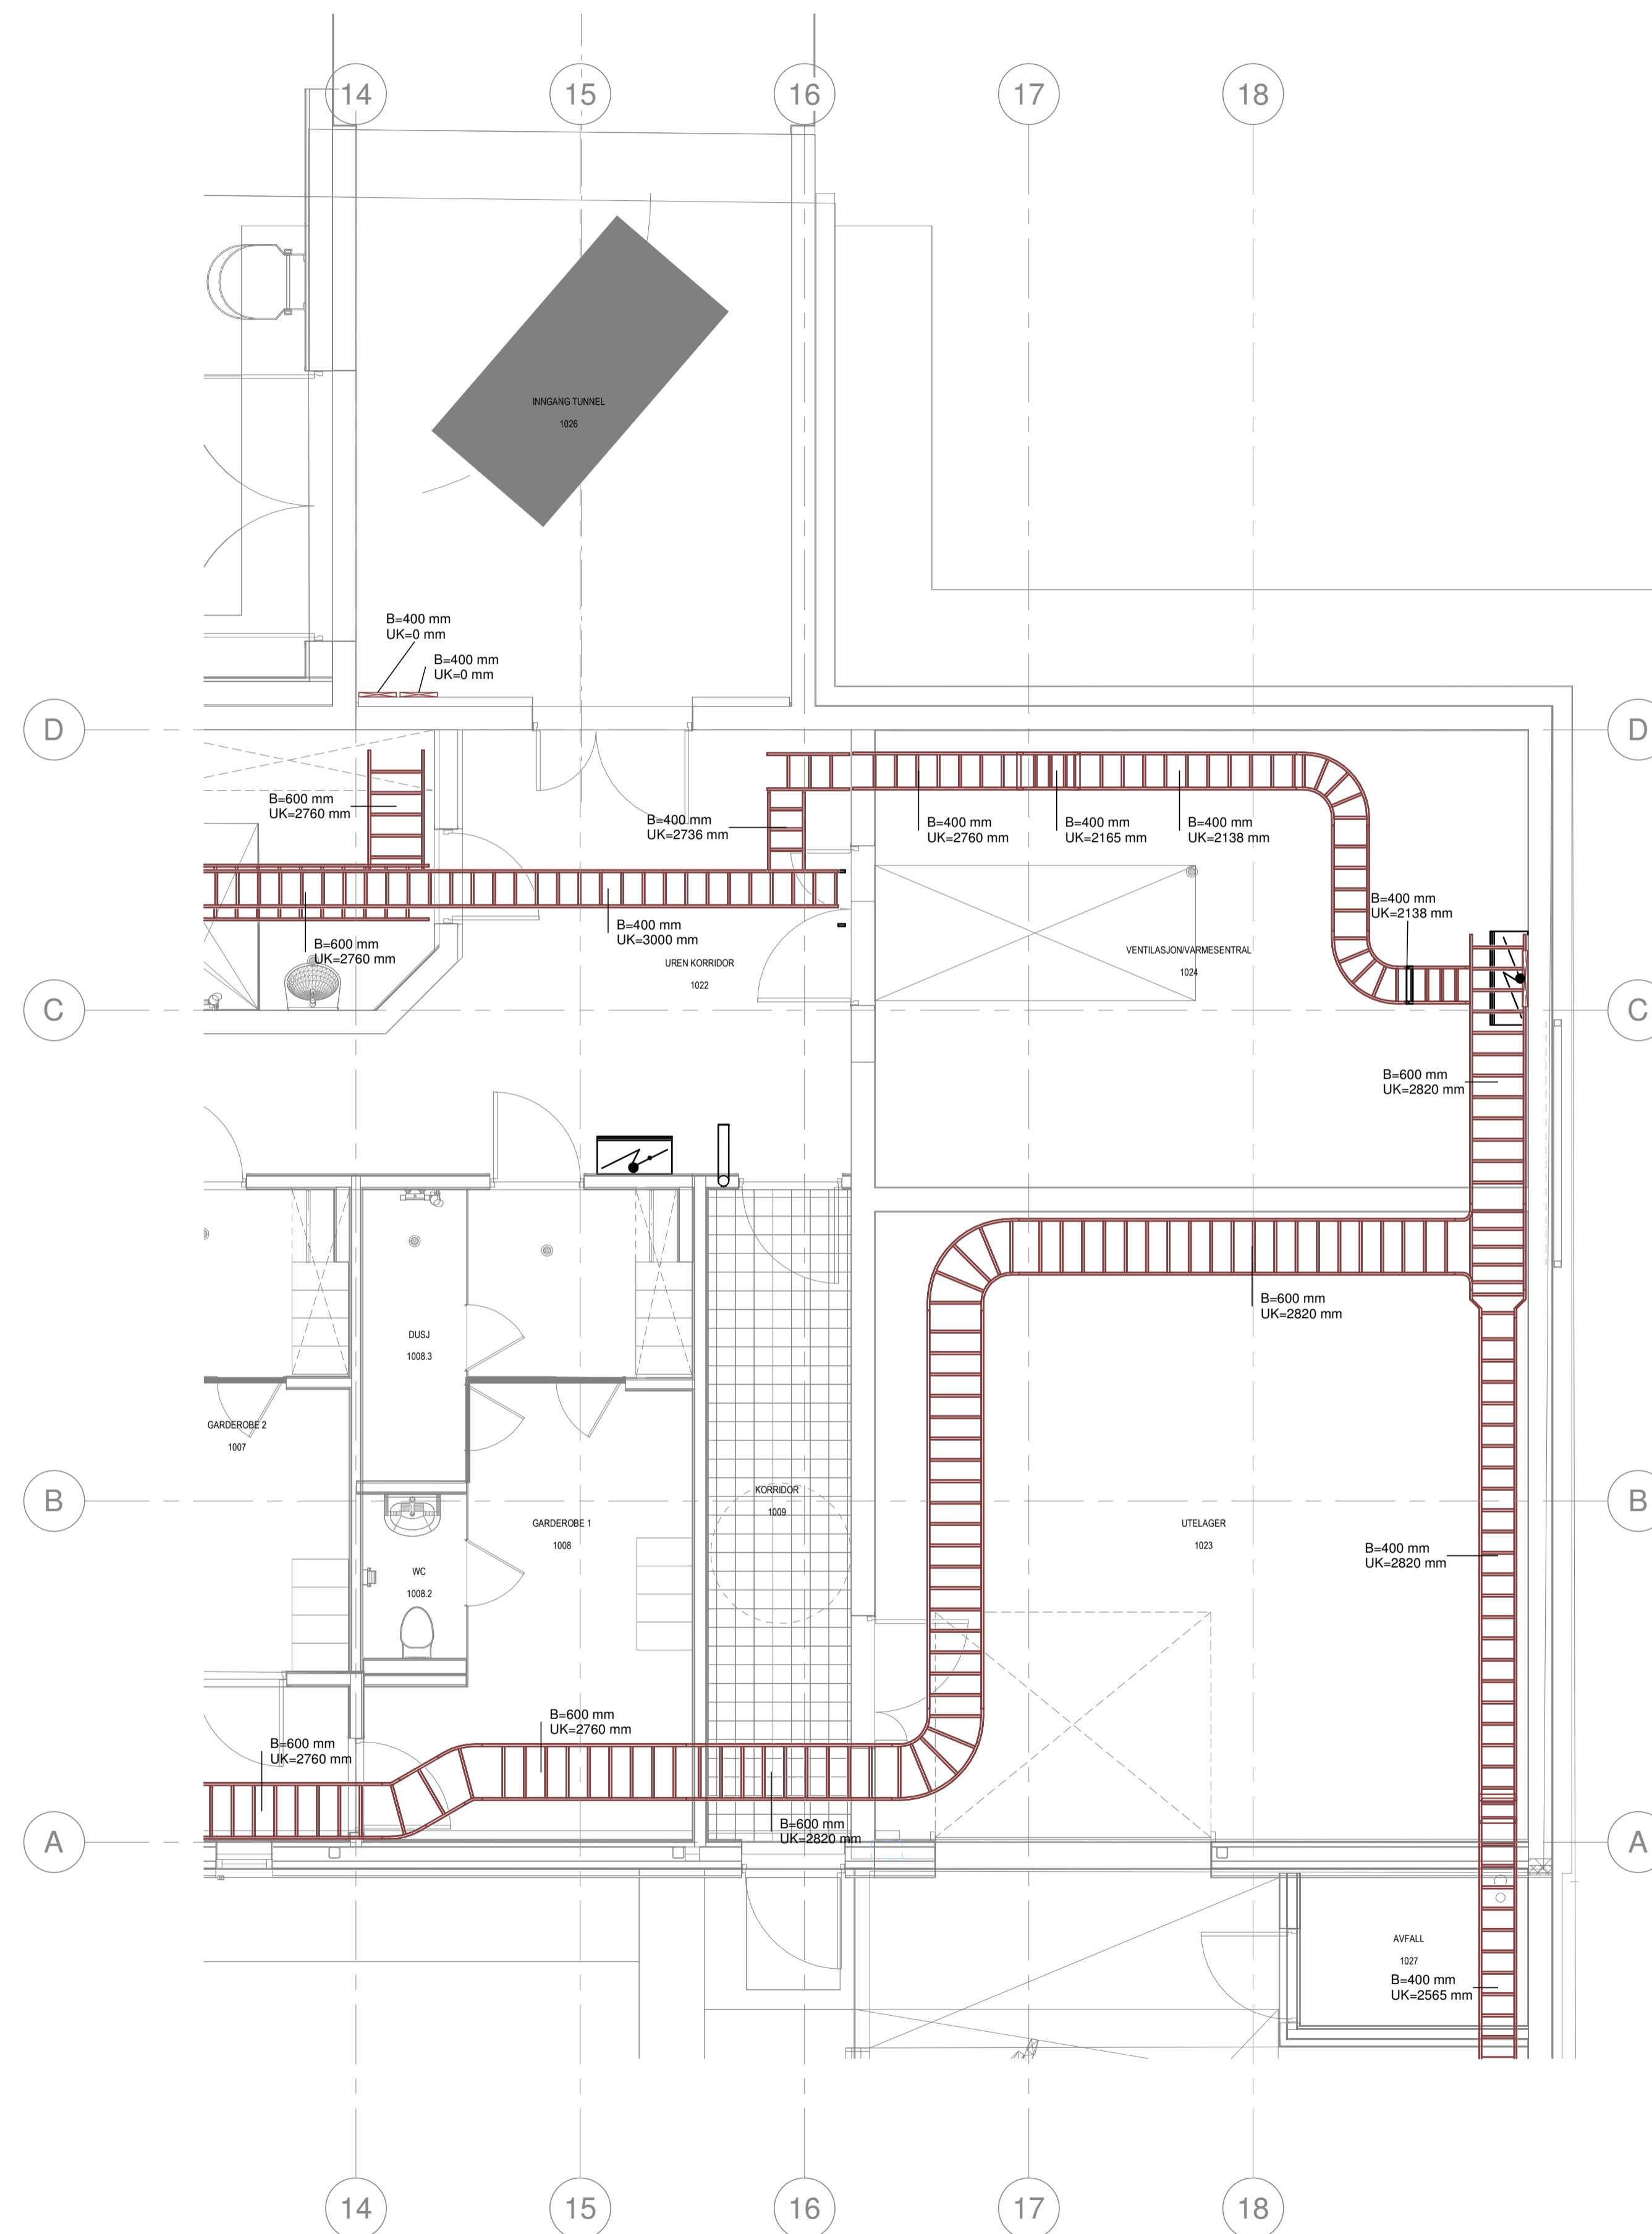 14
15
16
17
18
INNGANG TUNNEL
1026
B=400 mm
UK=0 mm
B=400 mm
UK=0 mm
D
D
B=600 mm
UK=2760 mm
B=400 mm
UK=2736 mm
B=400 mm
UK=2760 mm
B=400 mm
UK=2165 mm
B=400 mm
UK=2138 mm
B=400 mm
UK=2138 mm
B=600 mm
UK=2760 mm
B=400 mm
UK=3000 mm
UREN KORRIDOR
1022
VENTILASJON/VARMESENTRAL
1024
C
C
B=600 mm
UK=2820 mm
B=600 mm
UK=2820 mm
DUSJ
1008.3
GARDEROBE 2
1007
B
B
KORRIDOR
1009
GARDEROBE 1
1008
UTELAGER
1023
B=400 mm
UK=2820 mm
WC
1008.2
B=600 mm
UK=2760 mm
B=600 mm
UK=2760 mm
B=600 mm
UK=2820 mm
A
A
AVFALL
1027
B=400 mm
UK=2565 mm
14
15
16
17
18